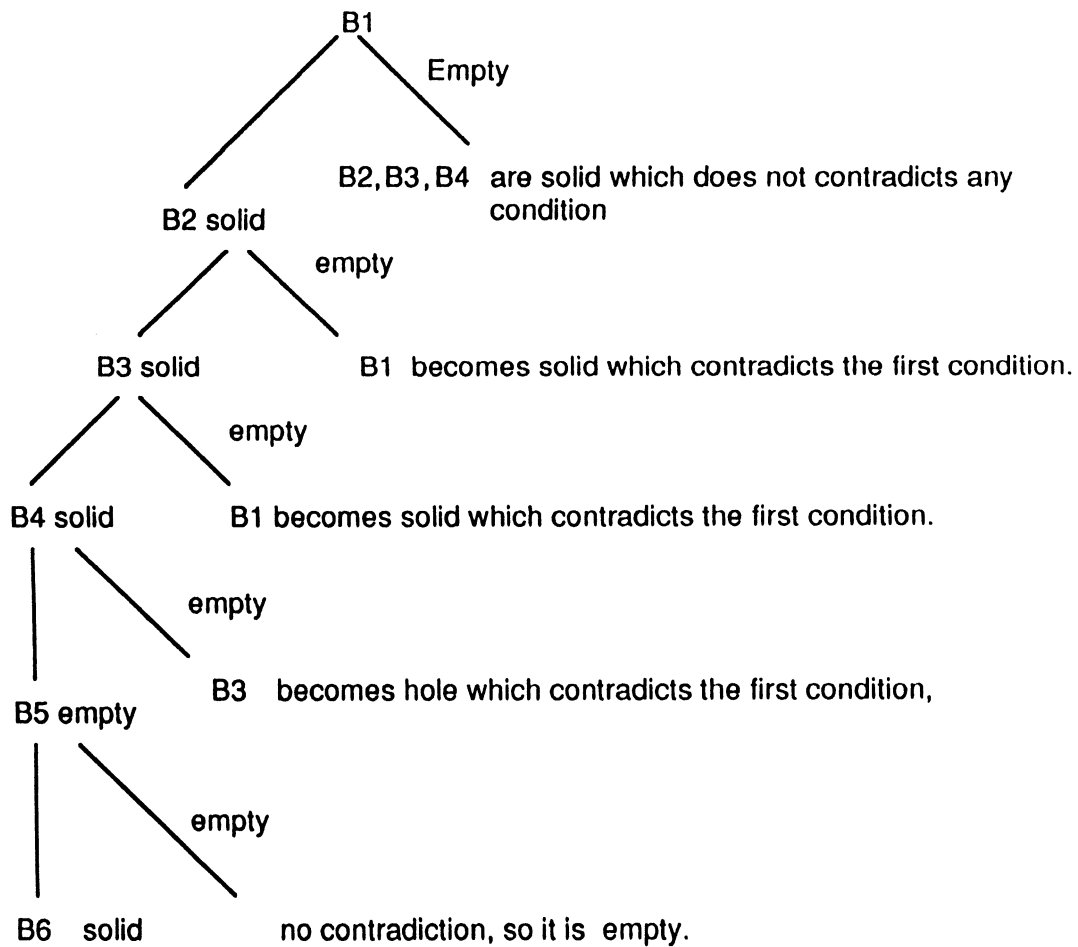 B1
Empty
B2, B3, B4 are solid which does not contradicts any
condition
B2 solid
empty
B3 solid
B1 becomes solid which contradicts the first condition.
empty
B4 solid
B1 becomes solid which contradicts the first condition.
empty
B3 becomes hole which contradicts the first condition,
B5 empty
empty
B6 solid
no contradiction, so it is empty.